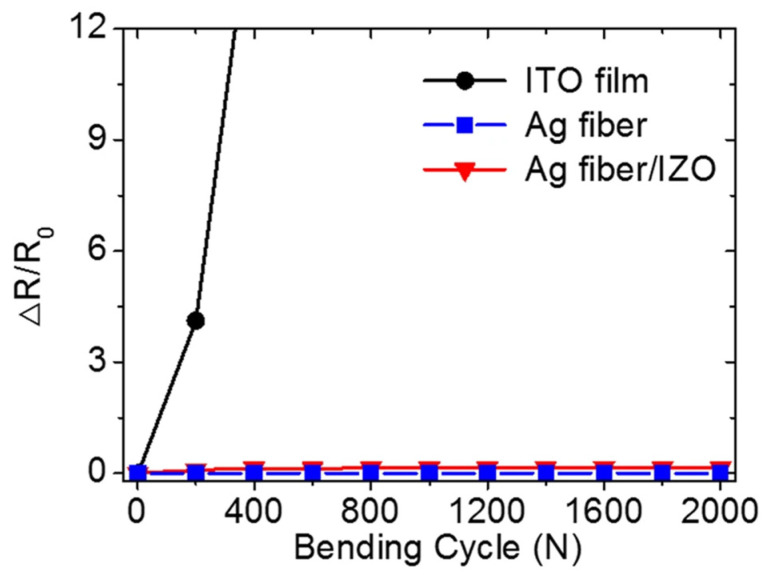 12
9
6
3
0
△R/R0
ITO film
Ag fiber
Ag fiber/IZO
0 400 800 1200 1600 2000
Bending Cycle (N)